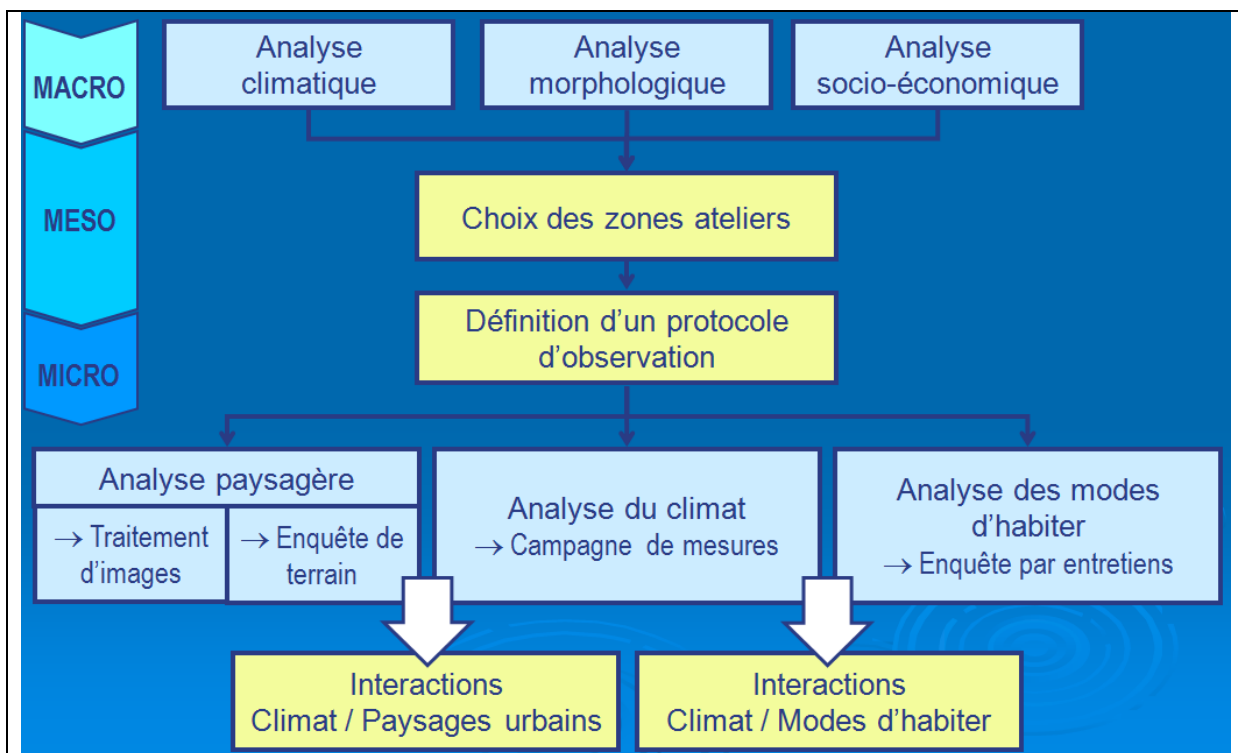 MACRO
Analyse
climatique
Analyse
morphologique
Analyse
socio-économique
MESO
Choix des zones ateliers
Définition d’un protocole
d’observation
MICRO
Analyse paysagère
→ Traitement
d’images
→ Enquête de
terrain
Analyse du climat
→ Campagne de mesures
Analyse des modes
d’habiter
→ Enquête par entretiens
Interactions
Climat / Paysages urbains
Interactions
Climat / Modes d’habiter